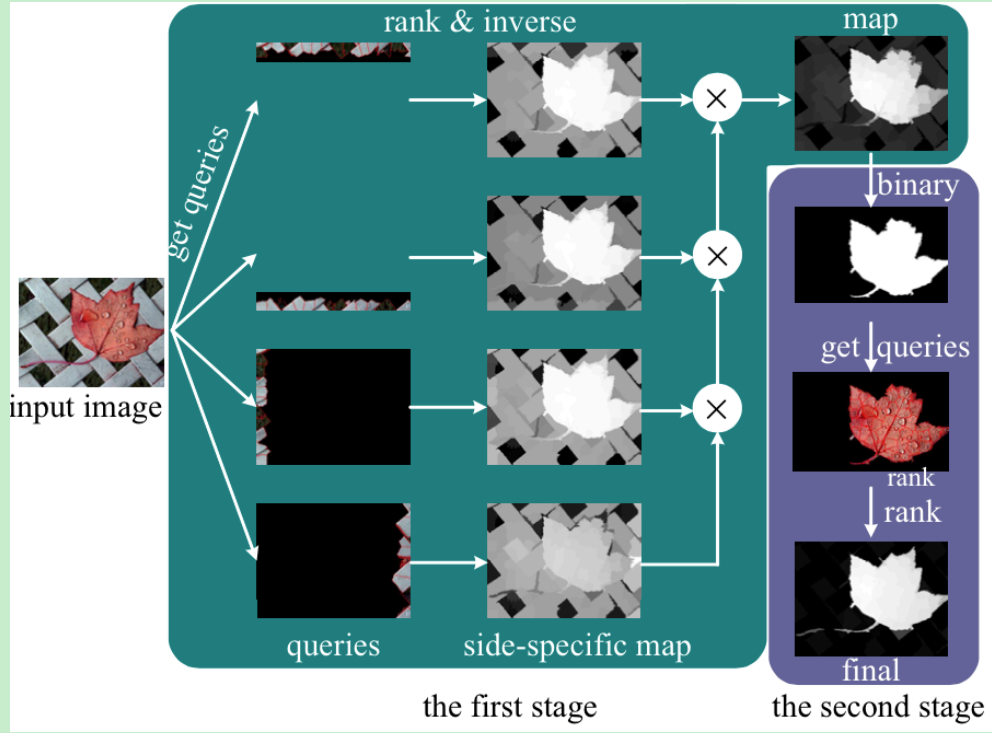 rank & inverse
map
get queries
binary
input image
get queries
rank
rank
queries
side-specific map
final
the first stage
the second stage